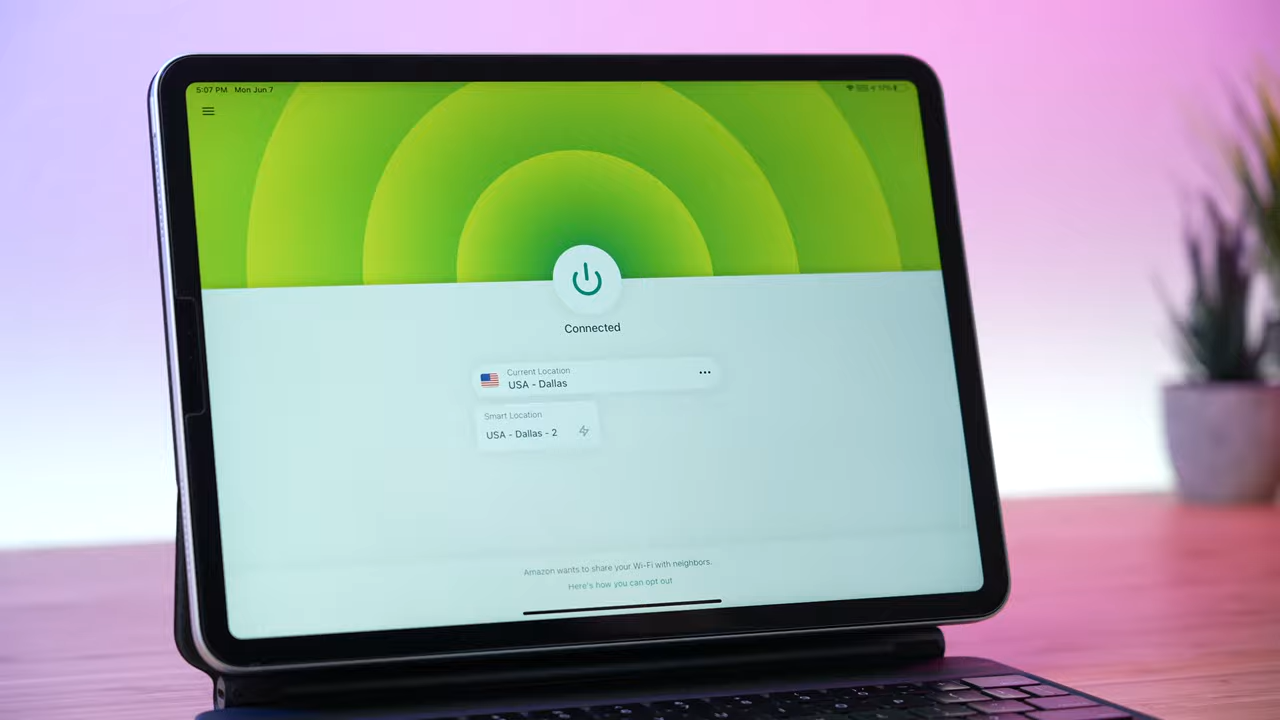 5:07 PM Mon Jun 7
Connected
Current Location
USA - Dallas
Smart Location
USA - Dallas - 2
Amazon wants to share your Wi-Fi with neighbors.
Here's how you can opt out